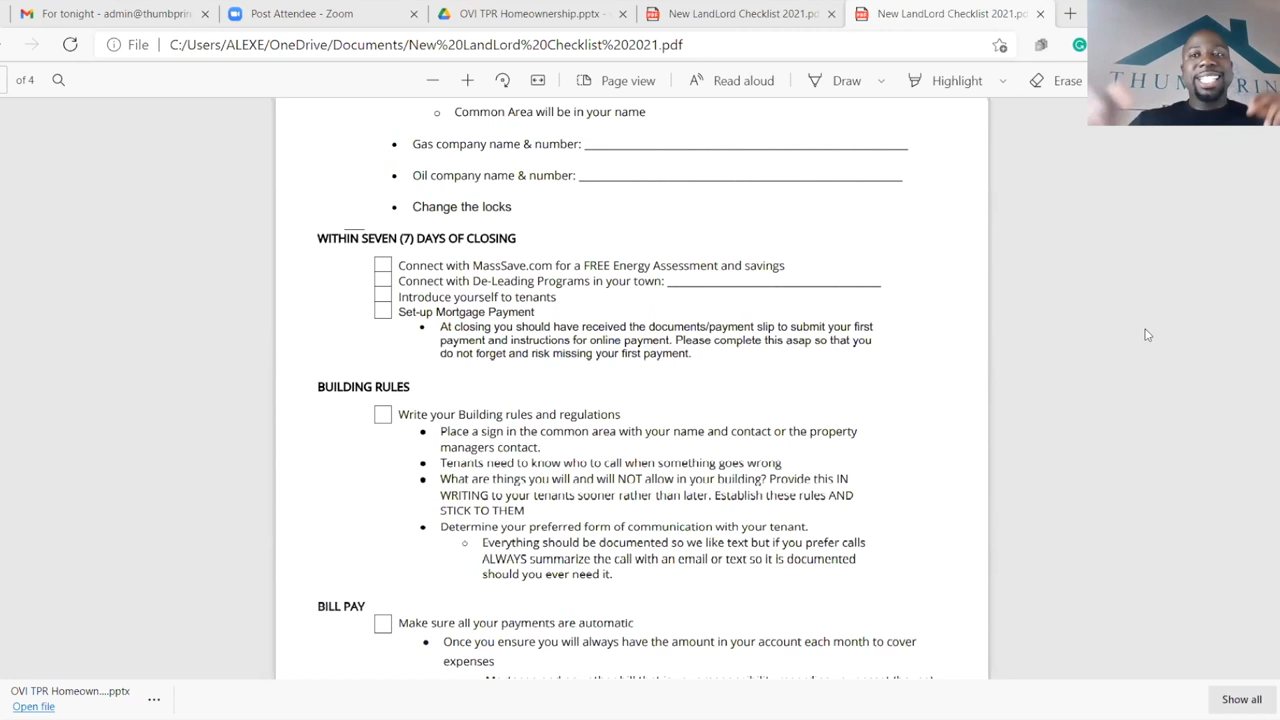 For tonight - admin@thumbprin
Post Attendee - Zoom
OVI TPR Homeownership.pptx -
New LandLord Checklist 2021.p
New LandLord Checklist 2021.pd
File
C:/Users/ALEXE/OneDrive/Documents/New%20LandLord%20Checklist%202021.pdf
of 4
Page view
Read aloud
Draw
Highlight
Erase
THUM
RIN
Common Area will be in your name
Gas company name & number:
Oil company name & number:
Change the locks
WITHIN SEVEN (7) DAYS OF CLOSING
Connect with MassSave.com for a FREE Energy Assessment and savings
Connect with De-Leading Programs in your town:
Introduce yourself to tenants
Set-up Mortgage Payment
At closing you should have received the documents/payment slip to submit your first
payment and instructions for online payment. Please complete this asap so that you
do not forget and risk missing your first payment.
BUILDING RULES
Write your Building rules and regulations
Place a sign in the common area with your name and contact or the property
managers contact.
Tenants need to know who to call when something goes wrong
What are things you will and will NOT allow in your building? Provide this IN
WRITING to your tenants sooner rather than later. Establish these rules AND
STICK TO THEM
Determine your preferred form of communication with your tenant.
Everything should be documented so we like text but if you prefer calls
ALWAYS summarize the call with an email or text so it is documented
should you ever need it.
BILL PAY
Make sure all your payments are automatic
Once you ensure you will always have the amount in your account each month to cover
expenses
OVI TPR Homeown....pptx
Open file
Show all